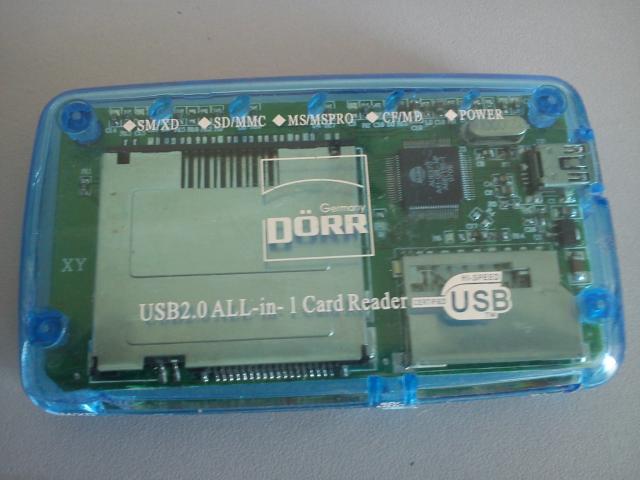 ◆SM/XD ◆SD/MMC ◆MS/MSPRO ◆CF/MD ◆POWER
Germany
DÖRR
XY
HI-SPEED
CERTIFIED USB
USB2.0 ALL-in- 1 Card Reader